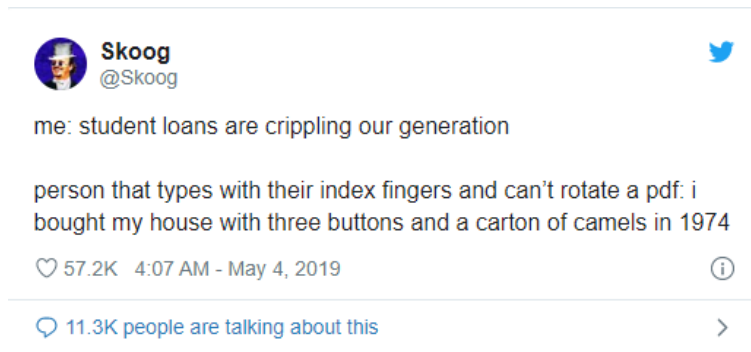 Skoog
@Skoog
me: student loans are crippling our generation
person that types with their index fingers and can’t rotate a pdf: i
bought my house with three buttons and a carton of camels in 1974
57.2K 4:07 AM - May 4, 2019
11.3K people are talking about this